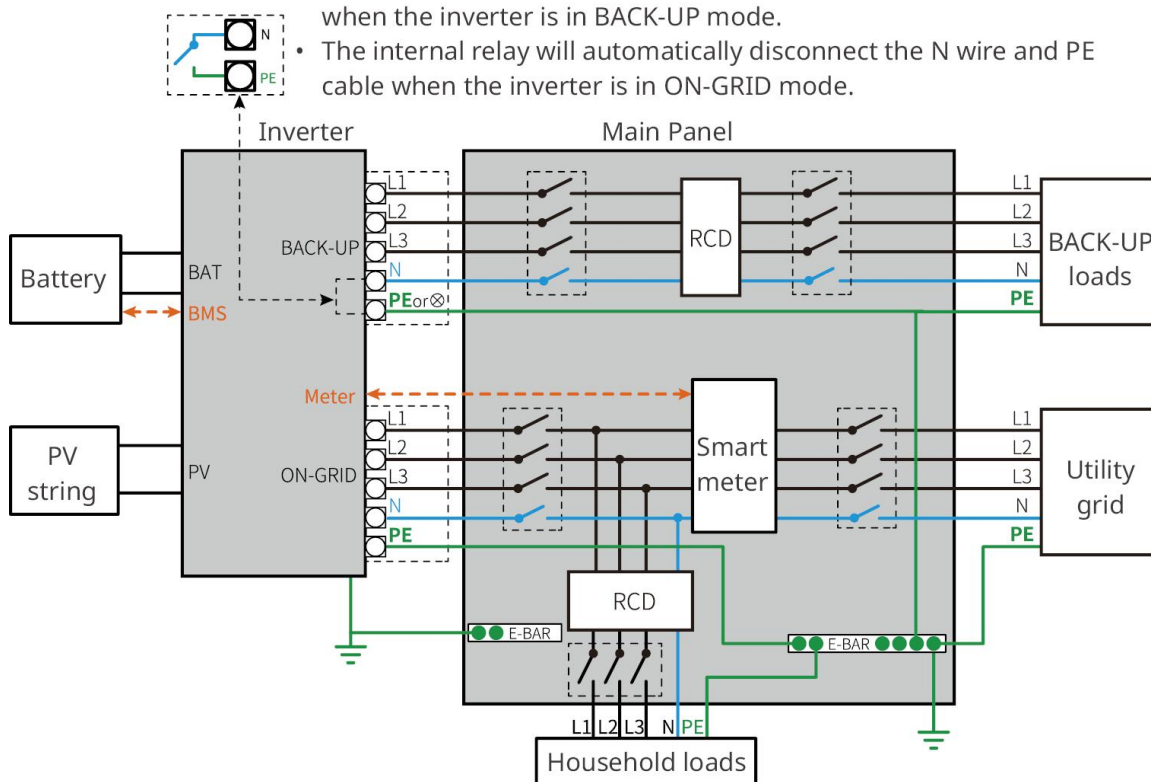 when the inverter is in BACK-UP mode.
N
• The internal relay will automatically disconnect the N wire and PE
PE
cable when the inverter is in ON-GRID mode.
Inverter
Main Panel
L1
L2
L3
N
PEor⊗
BACK-UP
RCD
L1
L2
L3
N
PE
BACK-UP
loads
Battery
BAT
BMS
Meter
PV
string
PV
ON-GRID
L1
L2
L3
N
PE
Smart
meter
L1
L2
L3
N
PE
Utility
grid
RCD
E-BAR
E-BAR
L1 L2 L3 N PE
Household loads